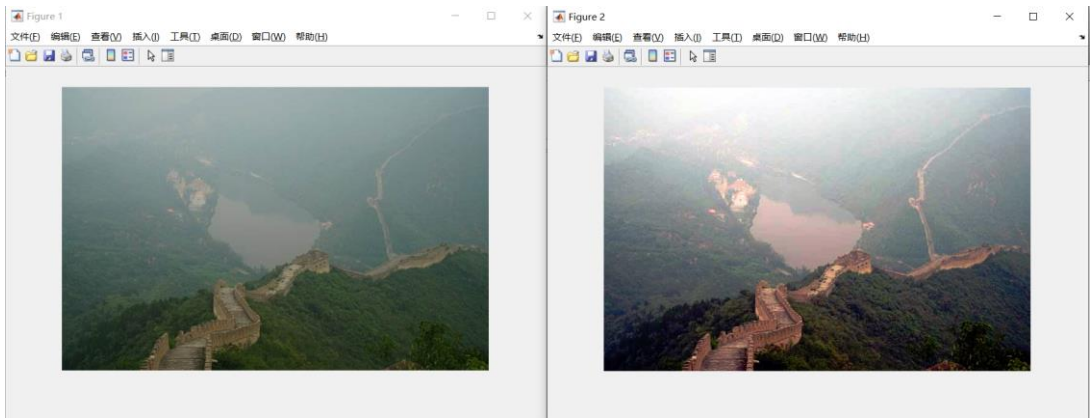 Figure 1
文件(F) 编辑(E) 查看(V) 插入(I) 工具(T) 桌面(D) 窗口(W) 帮助(H)
Figure 2
文件(F) 编辑(E) 查看(V) 插入(I) 工具(T) 桌面(D) 窗口(W) 帮助(H)